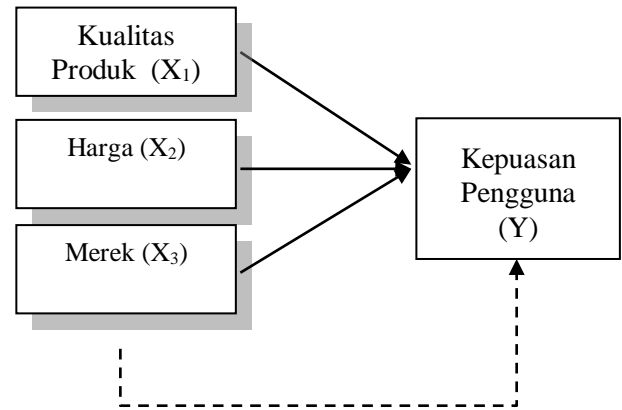 Kualitas
Produk (X₁)
Harga (X₂)
Merek (X₃)
Kepuasan
Pengguna
(Y)